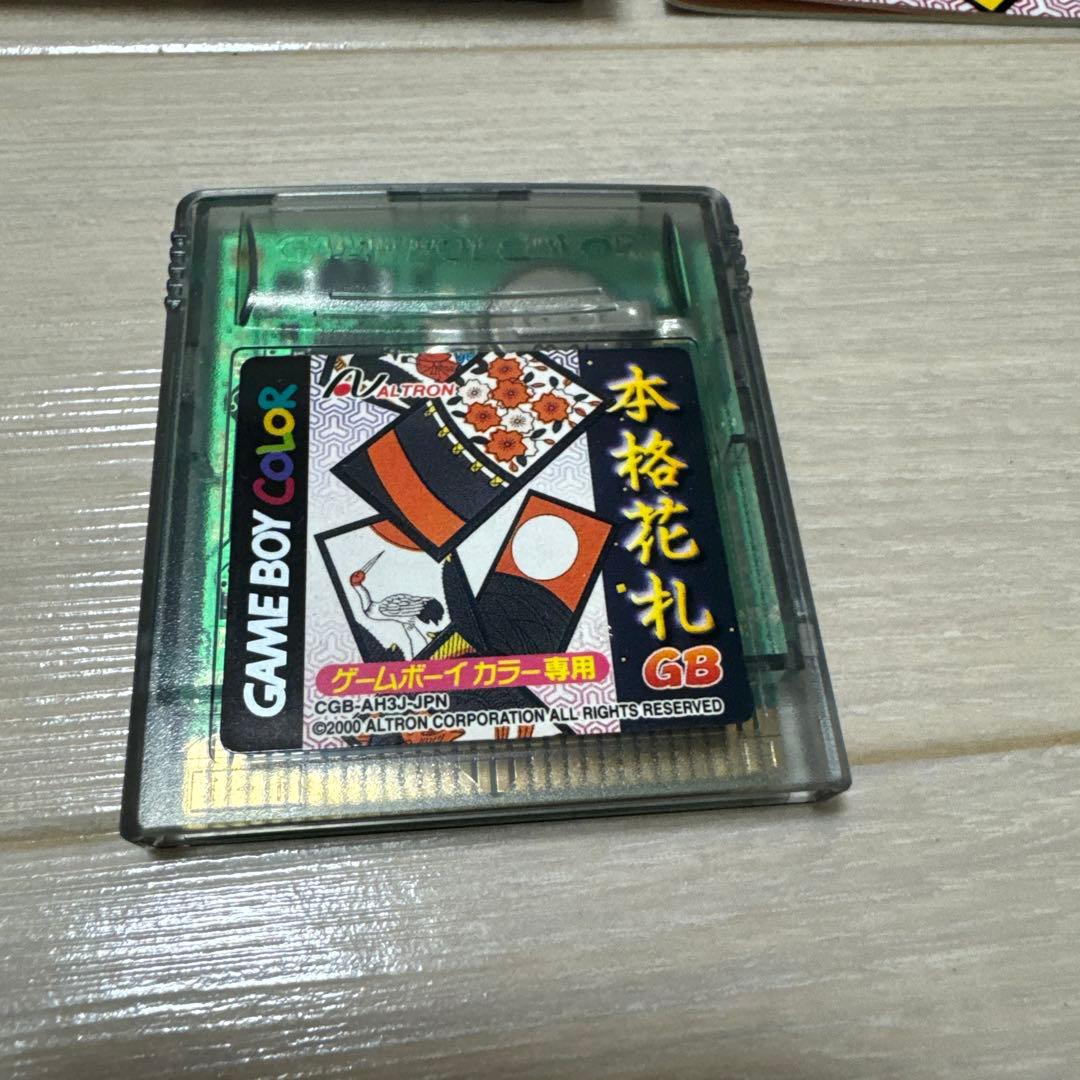 GAME BOY COLOR
ALTRON
本格花札
GB
ゲームボーイ カラー専用
CGB-AH3J-JPN
©2000 ALTRON CORPORATION ALL RIGHTS RESERVED